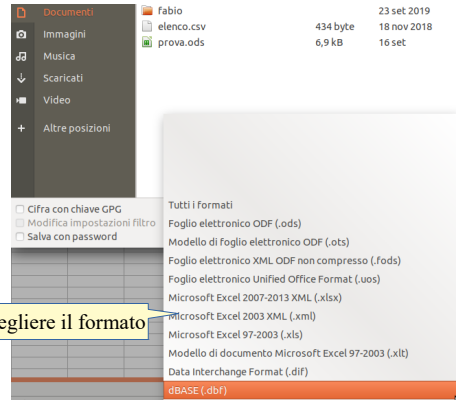 Documenti
fabio 23 set 2019
elenco.csv 434 byte 18 nov 2018
Immagini
prova.ods 6,9 kB 16 set
Musica
Scaricati
Video
+ Altre posizioni
Cifra con chiave GPG
Modifica impostazioni filtro
Salva con password
Tutti i formati
Foglio elettronico ODF (.ods)
Modello di foglio elettronico ODF (.ots)
Foglio elettronico XML ODF non compresso (.fods)
Foglio elettronico Unified Office Format (.uos)
Microsoft Excel 2007-2013 XML (.xlsx)
egliere il formato
Microsoft Excel 2003 XML (.xml)
Microsoft Excel 97-2003 (.xls)
Modello di documento Microsoft Excel 97-2003 (.xlt)
Data Interchange Format (.dif)
dBASE (.dbf)